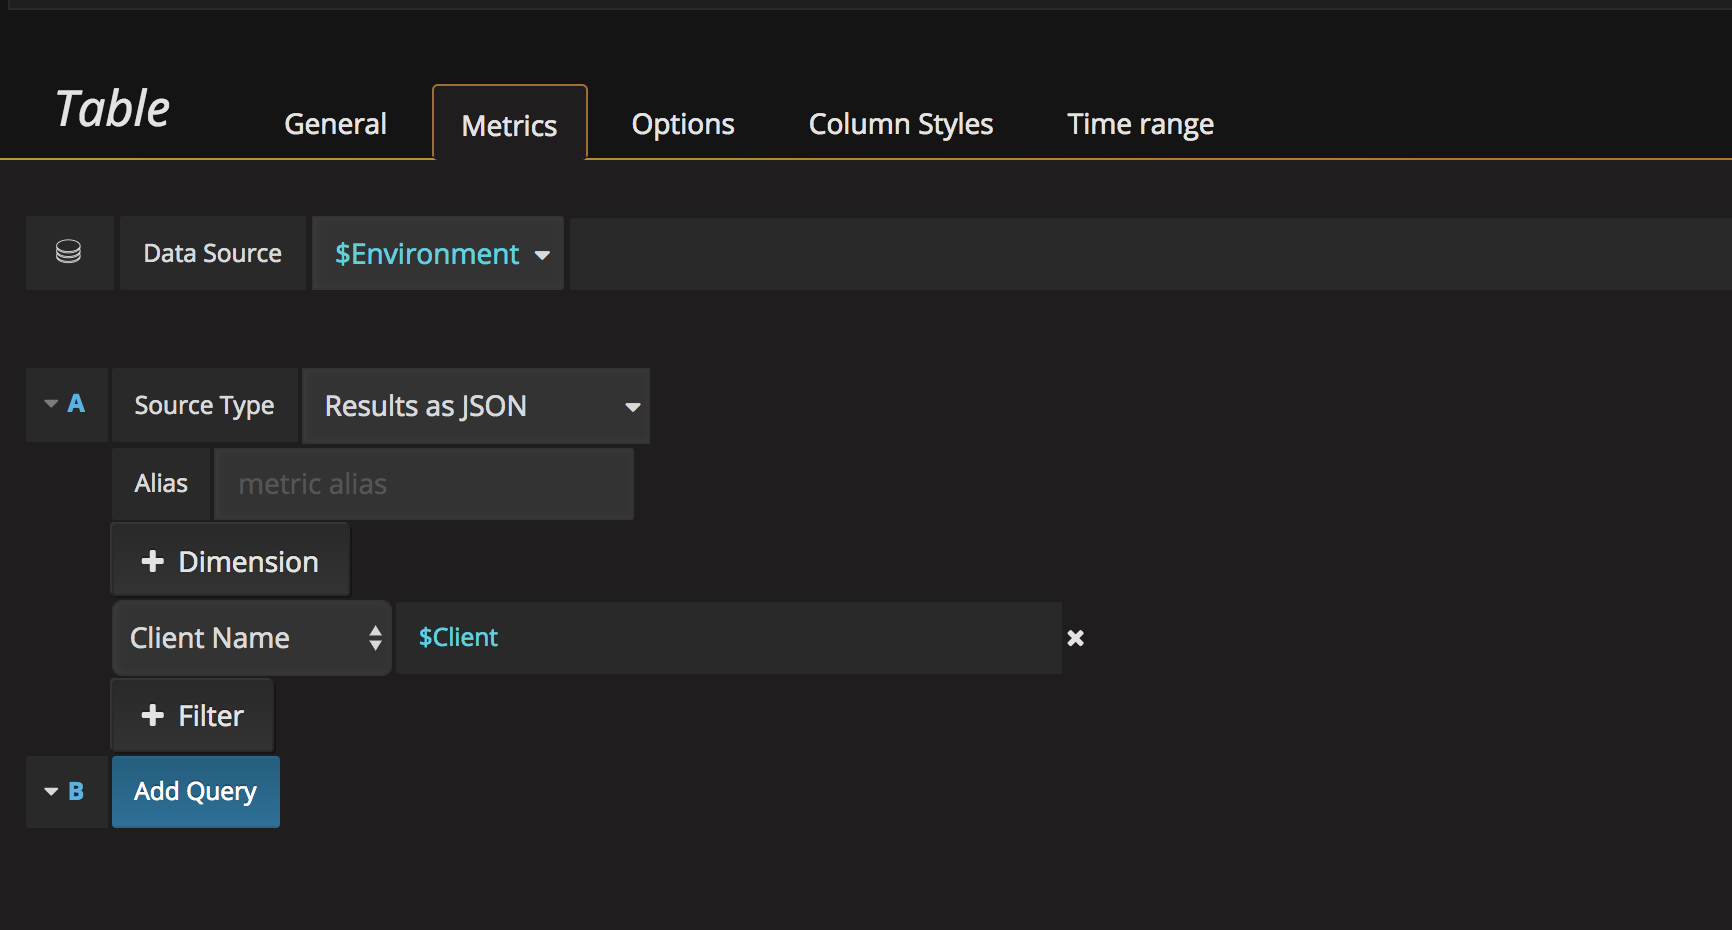 Table General Metrics Options Column Styles Time range
Data Source $Environment
A Source Type Results as JSON
Alias metric alias
+ Dimension
Client Name $Client
+ Filter
B Add Query